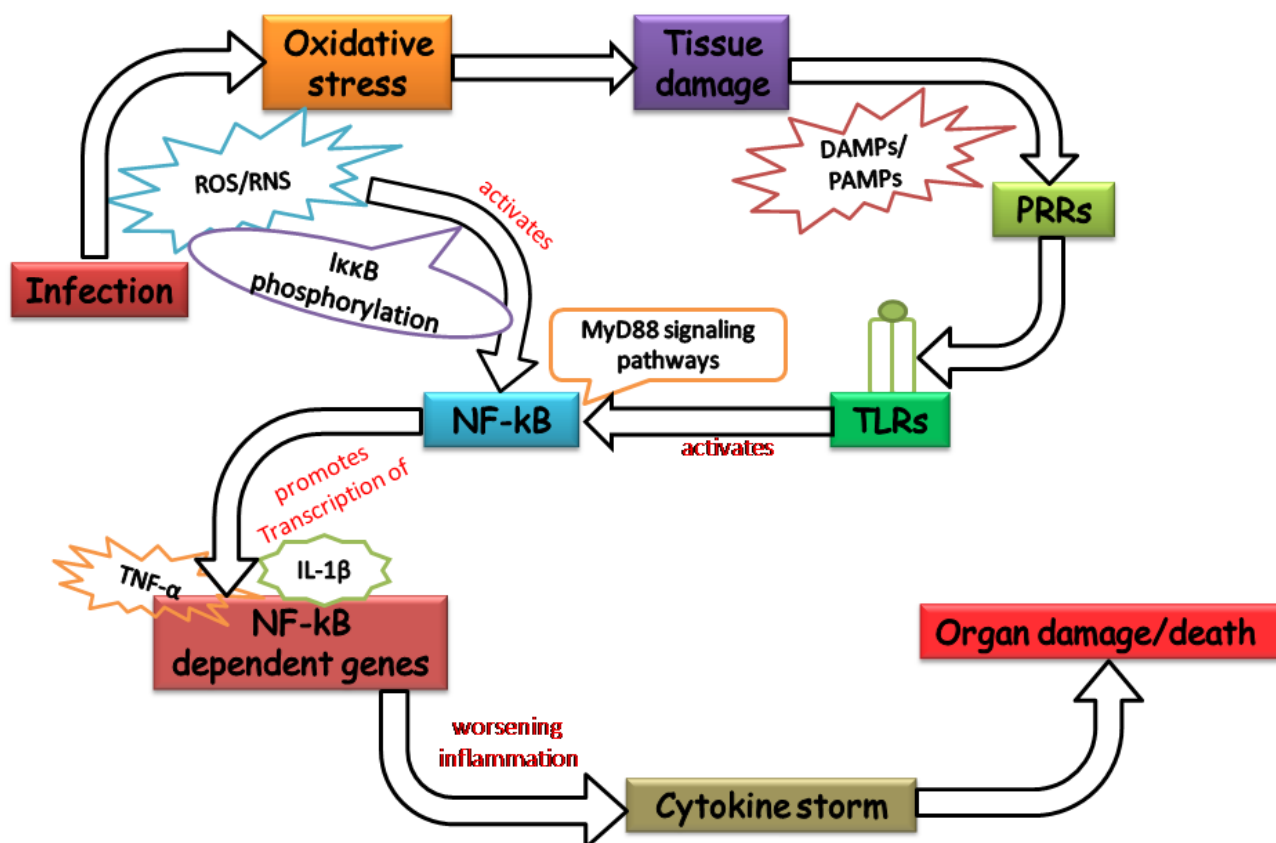 Oxidative
stress
Tissue
damage
ROS/RNS
activates
DAMPs/
PAMPs
PRRs
Infection
IκκB
phosphorylation
MyD88 signaling
pathways
NF-kB
TLRs
activates
promotes
Transcription of
TNF-α
IL-1β
NF-kB
dependent genes
Organ damage/death
worsening
inflammation
Cytokine storm